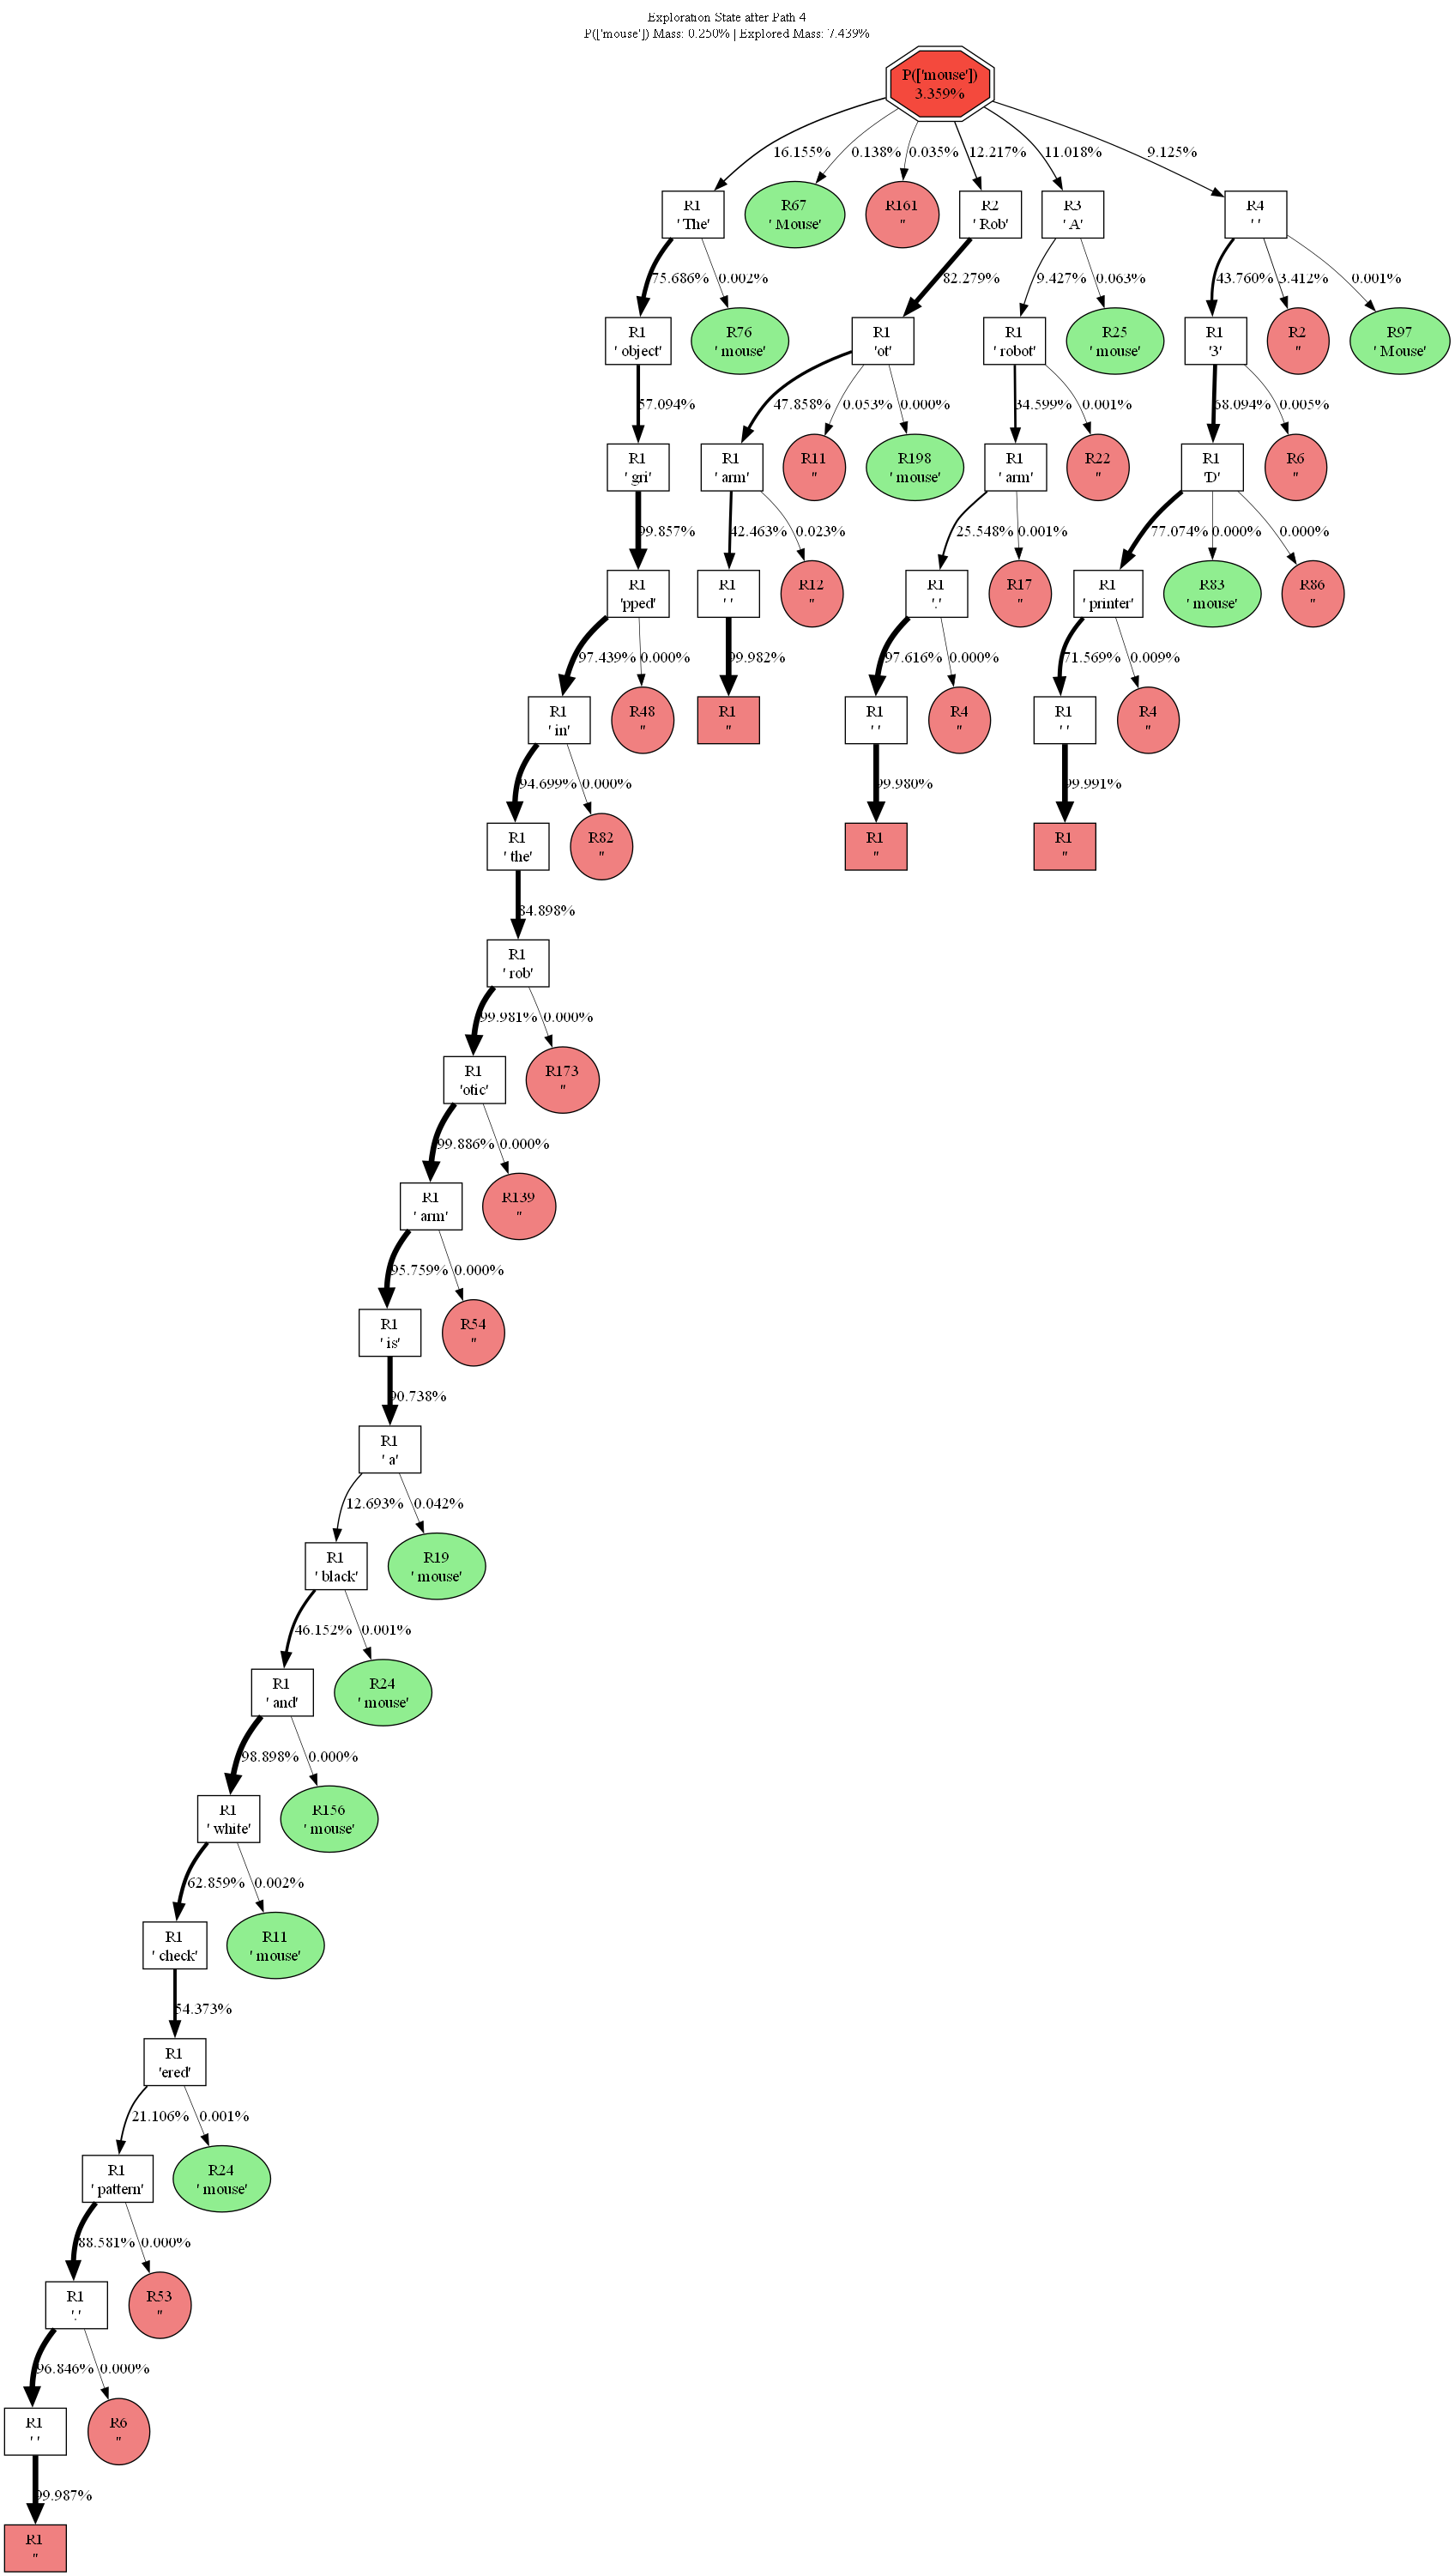 Exploration State after Path 4
P(['mouse']) Mass: 0.250% | Explored Mass: 7.439%
P(['mouse'])
3.359%
16.155%
0.138%
0.035%
12.217%
11.018%
9.125%
R1
' The'
R67
' Mouse'
R161
''
R2
' Rob'
R3
' A'
R4
' '
75.686%
0.002%
82.279%
9.427%
0.063%
43.760%
3.412%
0.001%
R1
' object'
R76
' mouse'
R1
'ot'
R1
' robot'
R25
' mouse'
R1
'3'
R2
''
R97
' Mouse'
57.094%
47.858%
0.053%
0.000%
34.599%
0.001%
68.094%
0.005%
R1
' gri'
R1
' arm'
R11
''
R198
' mouse'
R1
' arm'
R22
''
R1
'D'
R6
''
99.857%
42.463%
0.023%
25.548%
0.001%
77.074%
0.000%
0.000%
R1
'pped'
R1
' '
R12
''
R1
'.'
R17
''
R1
' printer'
R83
' mouse'
R86
''
97.439%
0.000%
99.982%
97.616%
0.000%
71.569%
0.009%
R1
' in'
R48
''
R1
''
R1
' '
R4
''
R1
' '
R4
''
94.699%
0.000%
99.980%
99.991%
R1
' the'
R82
''
R1
''
R1
''
84.898%
R1
' rob'
99.981%
0.000%
R1
'otic'
R173
''
99.886%
0.000%
R1
' arm'
R139
''
95.759%
0.000%
R1
' is'
R54
''
90.738%
R1
' a'
12.693%
0.042%
R1
' black'
R19
' mouse'
46.152%
0.001%
R1
' and'
R24
' mouse'
98.898%
0.000%
R1
' white'
R156
' mouse'
62.859%
0.002%
R1
' check'
R11
' mouse'
54.373%
R1
'ered'
21.106%
0.001%
R1
' pattern'
R24
' mouse'
88.581%
0.000%
R1
'.'
R53
''
96.846%
0.000%
R1
' '
R6
''
99.987%
R1
''